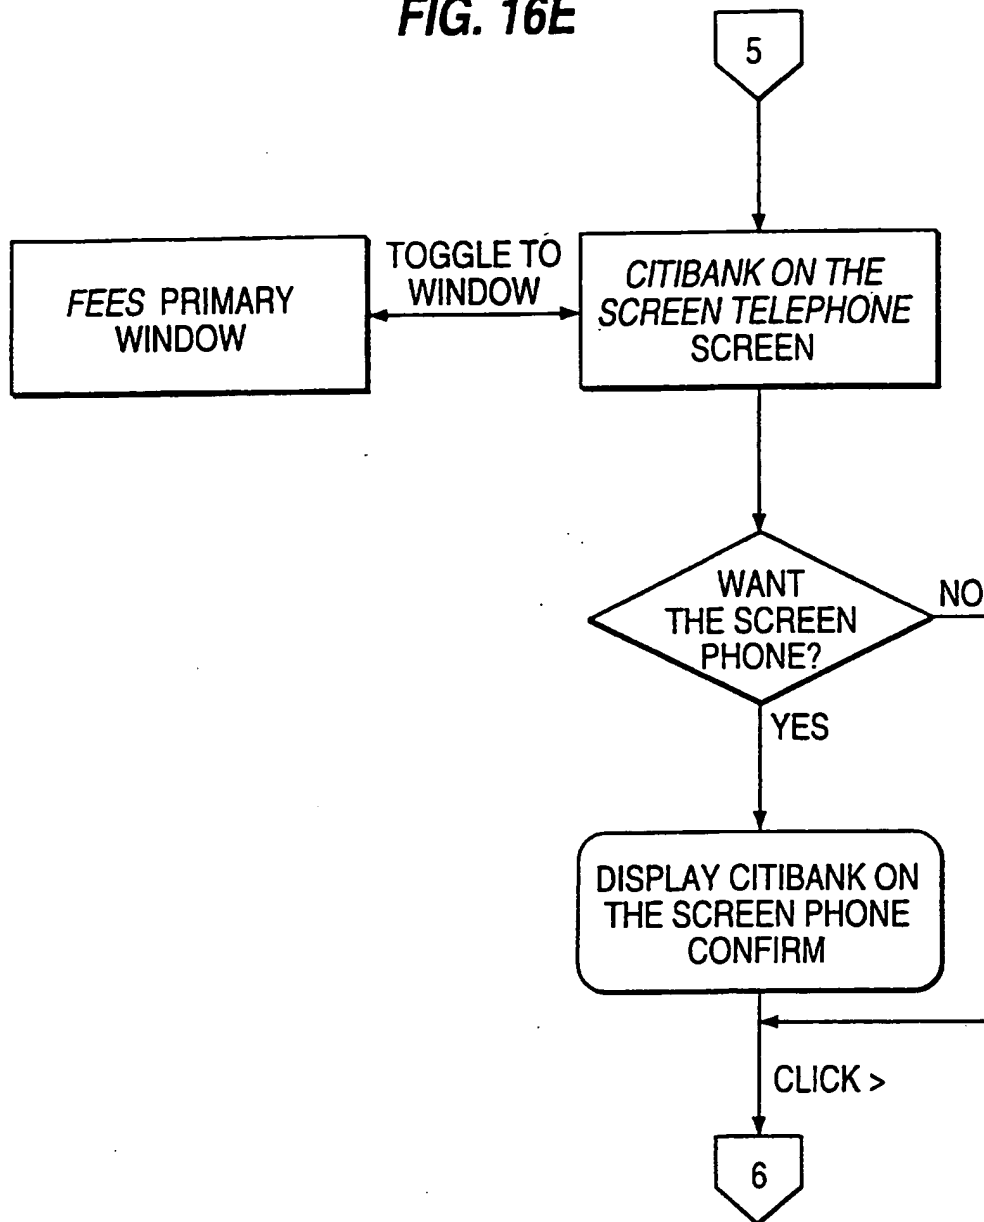 FIG. 16E
5
FEES PRIMARY
WINDOW
TOGGLE TO
WINDOW
CITIBANK ON THE
SCREEN TELEPHONE
SCREEN
WANT
THE SCREEN
PHONE?
NO
YES
DISPLAY CITIBANK ON
THE SCREEN PHONE
CONFIRM
CLICK >
6